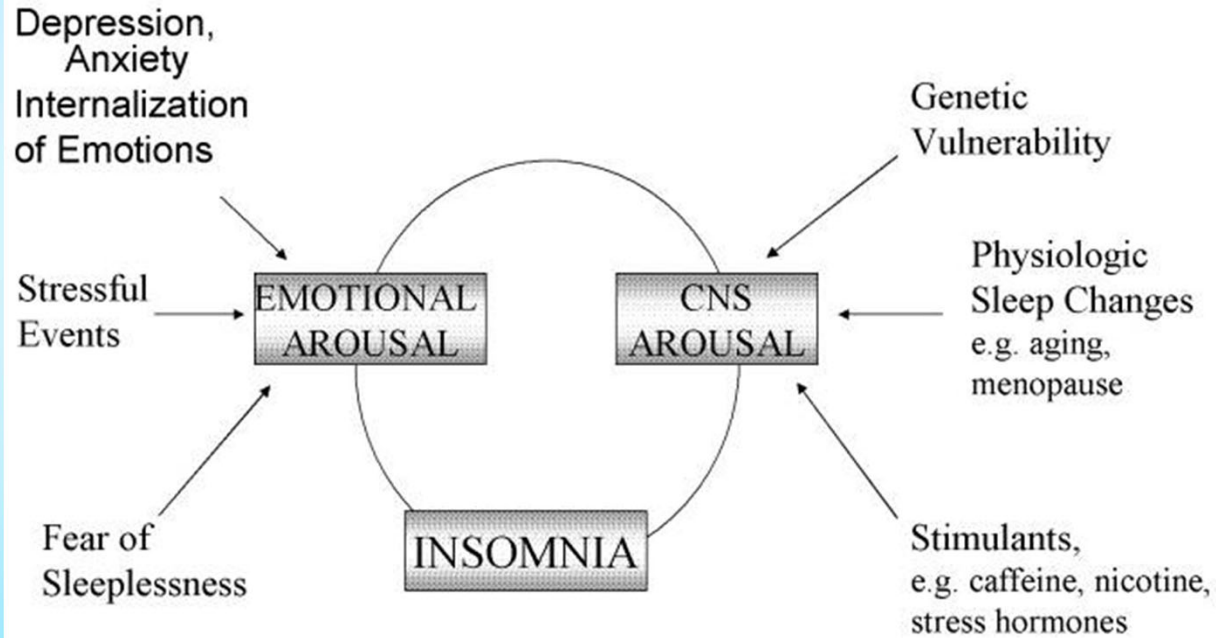 Depression,
Anxiety
Internalization
of Emotions
Genetic
Vulnerability
Stressful
Events
EMOTIONAL
AROUSAL
CNS
AROUSAL
Physiologic
Sleep Changes
e.g. aging,
menopause
Fear of
Sleeplessness
INSOMNIA
Stimulants,
e.g. caffeine, nicotine,
stress hormones